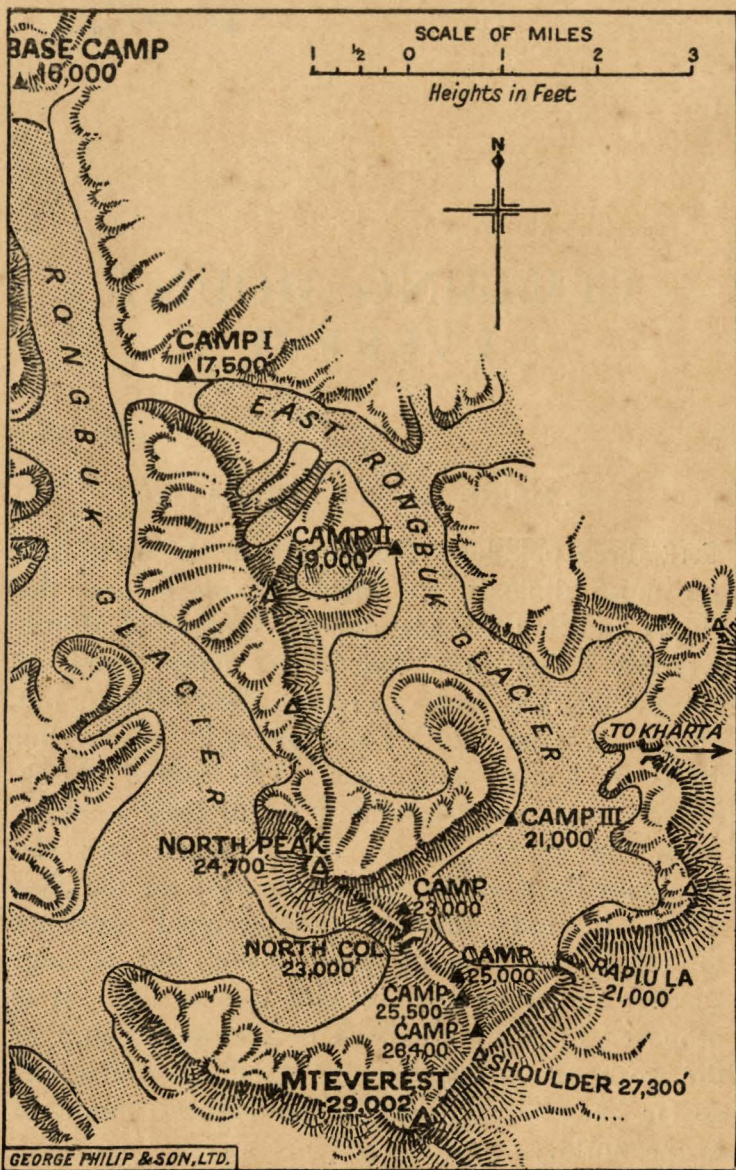 BASE CAMP
16,000'
SCALE OF MILES
1 ½ 0 1 2 3
Heights in Feet
N
RONGBUK GLACIER
CAMP I
17,500'
EAST RONGBUK GLACIER
CAMP II
19,000'
TO KHARTA
CAMP III
21,000'
NORTH PEAK
24,700'
CAMP
23,000
NORTH COL
23,000'
CAMP
25,000
RAPIU LA
21,000'
CAMP
25,500
CAMP
26400
SHOULDER 27,300'
MT EVEREST
29,002
GEORGE PHILIP & SON, LTD.